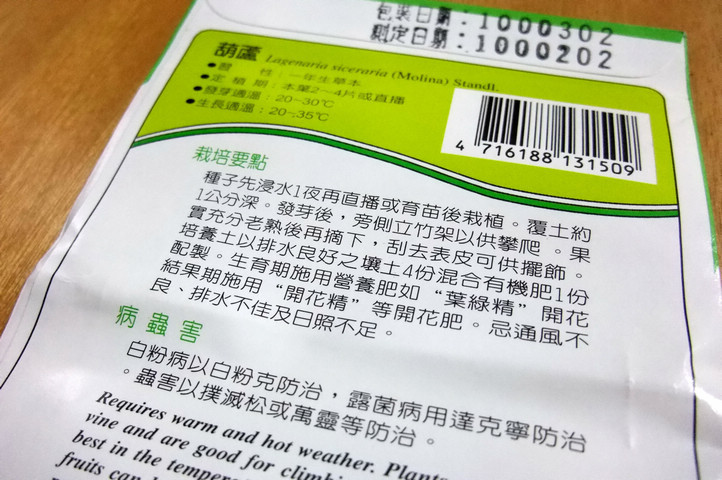 包裝日期：1000302
測定日期：1000202
葫蘆 Lagenaria siceraria (Molina) Standl.
●習　性：一年生草本
●定植期：本葉2～4片或直播
●發芽適溫：20~30℃
●生長適溫：20~35℃
4 716188 131509
栽培要點
種子先浸水1夜再直播或育苗後栽植。覆土約
1公分深。發芽後，旁側立竹架以供攀爬。果
實充分老熟後再摘下，刮去表皮可供擺飾。
培養土以排水良好之壤土4份混合有機肥1份
配製。生育期施用營養肥如“葉綠精”開花
結果期施用“開花精”等開花肥。忌通風不
良、排水不佳及日照不足。
病蟲害
白粉病以白粉克防治，露菌病用達克寧防治
。蟲害以撲滅松或萬靈等防治。
Requires warm and hot weather. Plants
vine and are good for climbi
best in the tempera
fruits can b